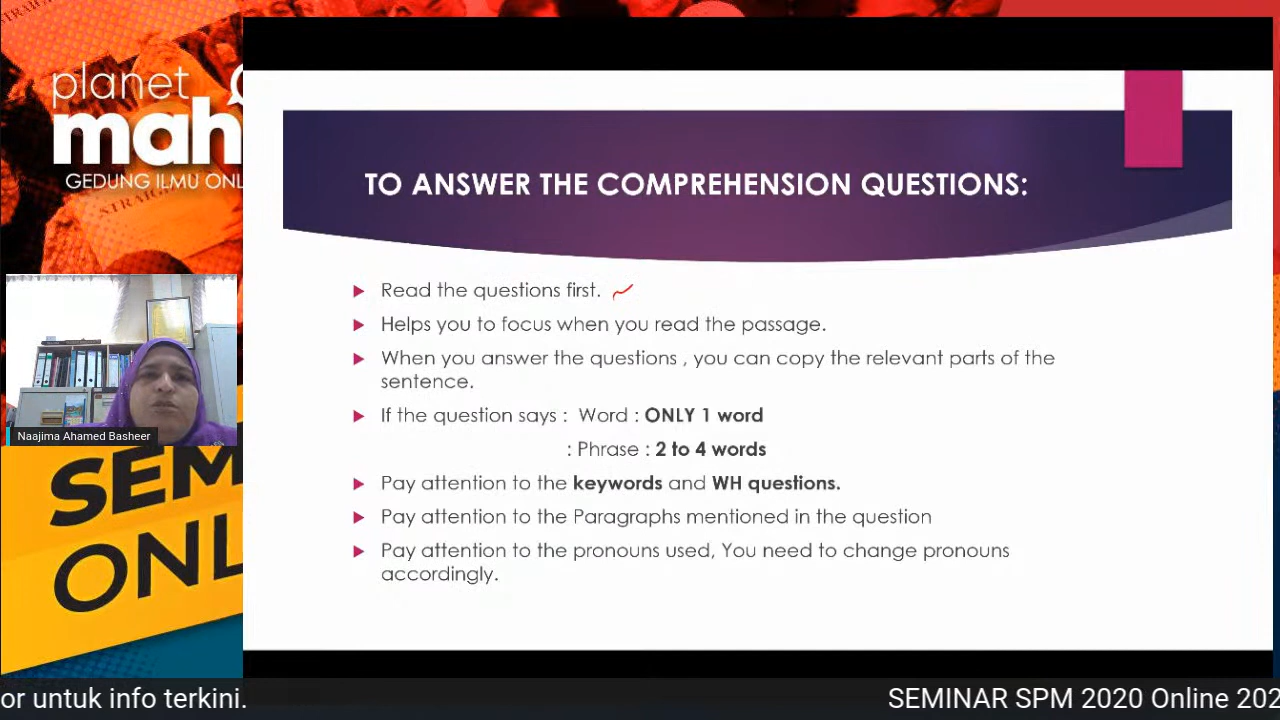 planet
mah
GEDUNG ILMU ONL
STRAIGH
TO ANSWER THE COMPREHENSION QUESTIONS:
Read the questions first.
Helps you to focus when you read the passage.
When you answer the questions , you can copy the relevant parts of the
sentence.
If the question says : Word : ONLY 1 word
: Phrase : 2 to 4 words
Pay attention to the keywords and WH questions.
Pay attention to the Paragraphs mentioned in the question
Pay attention to the pronouns used, You need to change pronouns
accordingly.
Naajima Ahamed Basheer
SEM
ONL
or untuk info terkini.
SEMINAR SPM 2020 Online 202